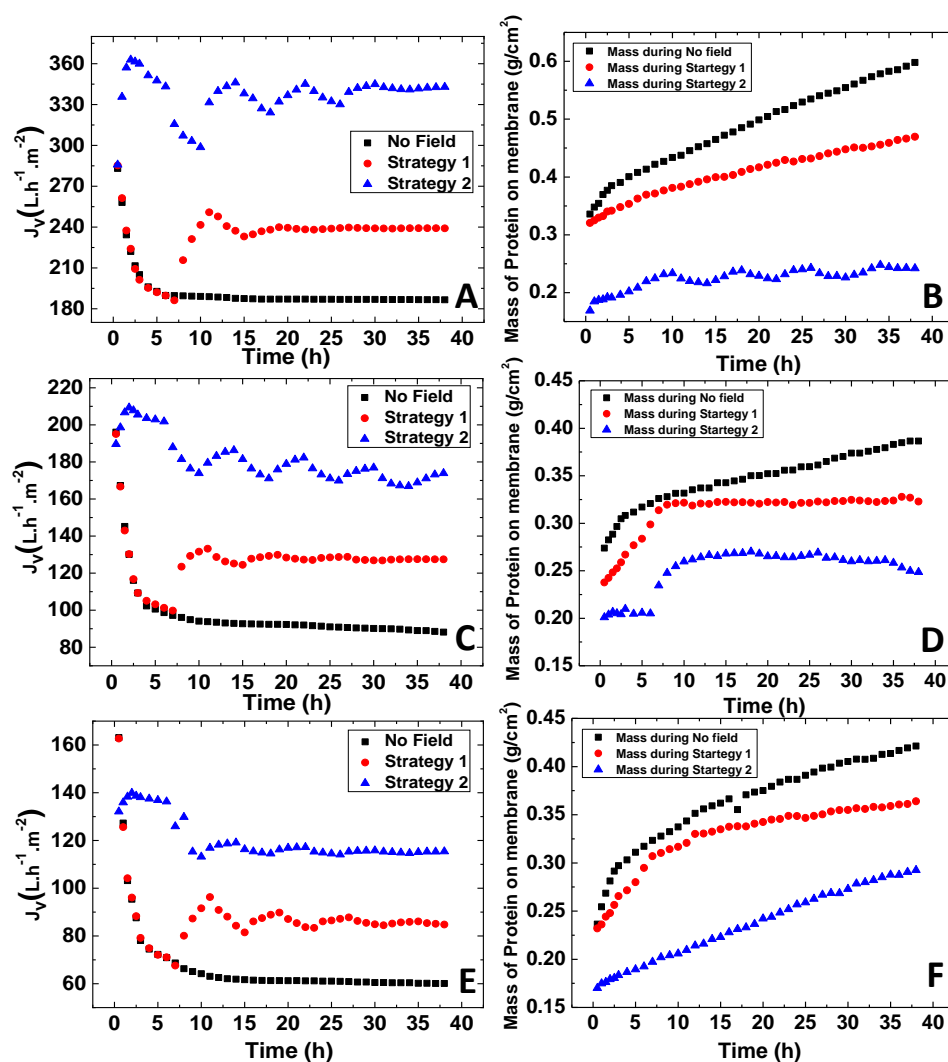 J_V(L.h⁻¹.m⁻²)
360
330
300
270
240
210
180
No Field
Strategy 1
Strategy 2
A
0 5 10 15 20 25 30 35 40
Time (h)
Mass of Protein on membrane (g/cm²)
0.6
0.5
0.4
0.3
0.2
Mass during No field
Mass during Startegy 1
Mass during Startegy 2
B
0 5 10 15 20 25 30 35 40
Time (h)
J_V(L.h⁻¹.m⁻²)
220
200
180
160
140
120
100
80
No Field
Strategy 1
Strategy 2
C
0 5 10 15 20 25 30 35 40
Time (h)
Mass of Protein on membrane (g/cm²)
0.45
0.40
0.35
0.30
0.25
0.20
0.15
Mass during No field
Mass during Startegy 1
Mass during Startegy 2
D
0 5 10 15 20 25 30 35 40
Time (h)
J_V(L.h⁻¹.m⁻²)
160
140
120
100
80
60
No Field
Strategy 1
Strategy 2
E
0 5 10 15 20 25 30 35 40
Time (h)
Mass of Protein on membrane (g/cm²)
0.45
0.40
0.35
0.30
0.25
0.20
0.15
Mass during No field
Mass during Startegy 1
Mass during Startegy 2
F
0 5 10 15 20 25 30 35 40
Time (h)